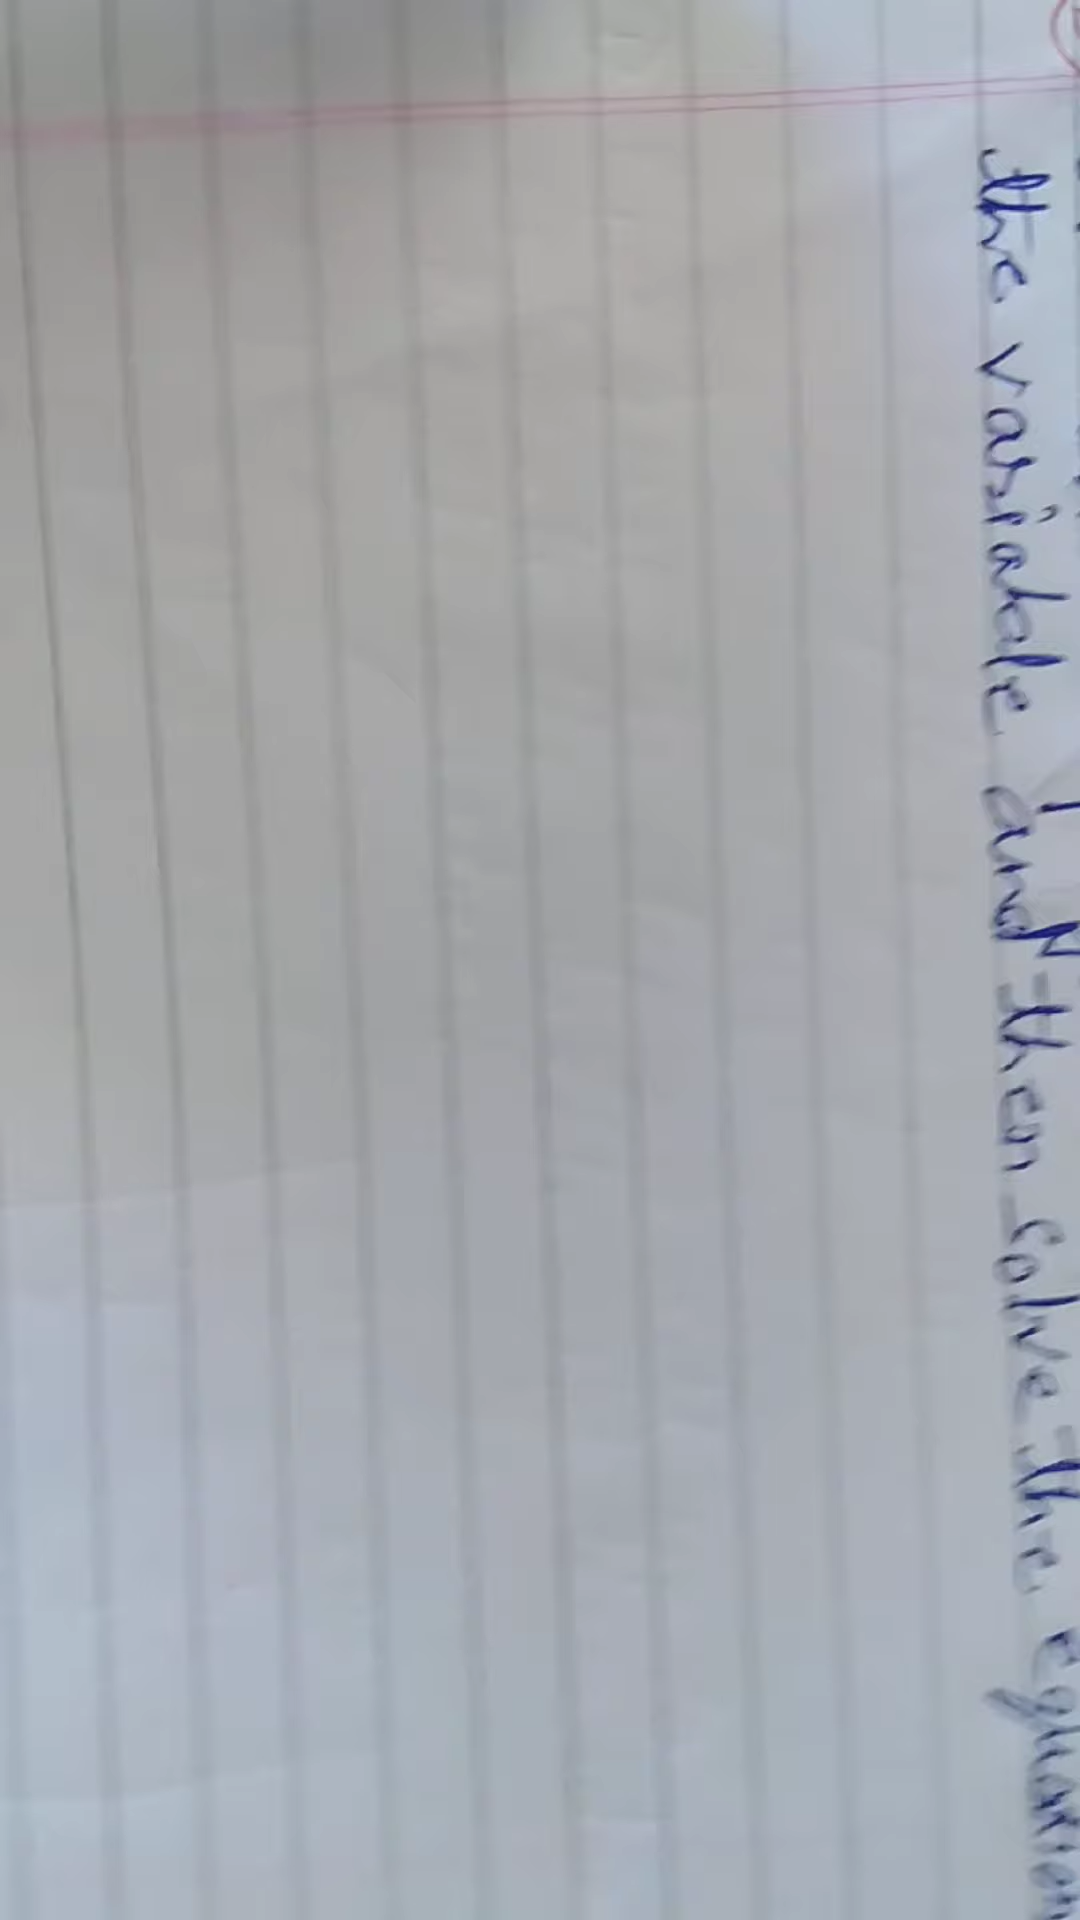 the variable and then solve the equation